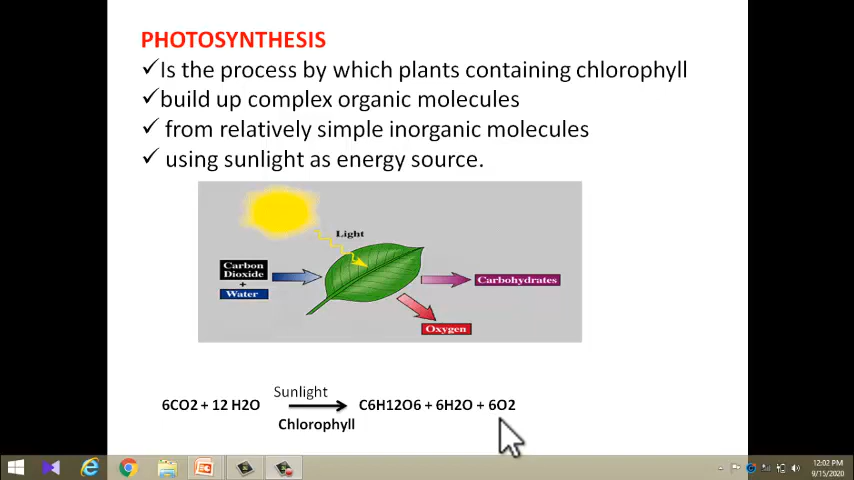 PHOTOSYNTHESIS
✓Is the process by which plants containing chlorophyll
✓build up complex organic molecules
✓ from relatively simple inorganic molecules
✓ using sunlight as energy source.
Light
Carbon
Dioxide
+
Water
Carbohydrates
Oxygen
Sunlight
6CO2 + 12 H2O C6H12O6 + 6H2O + 6O2
Chlorophyll
12:02 PM
9/15/2020